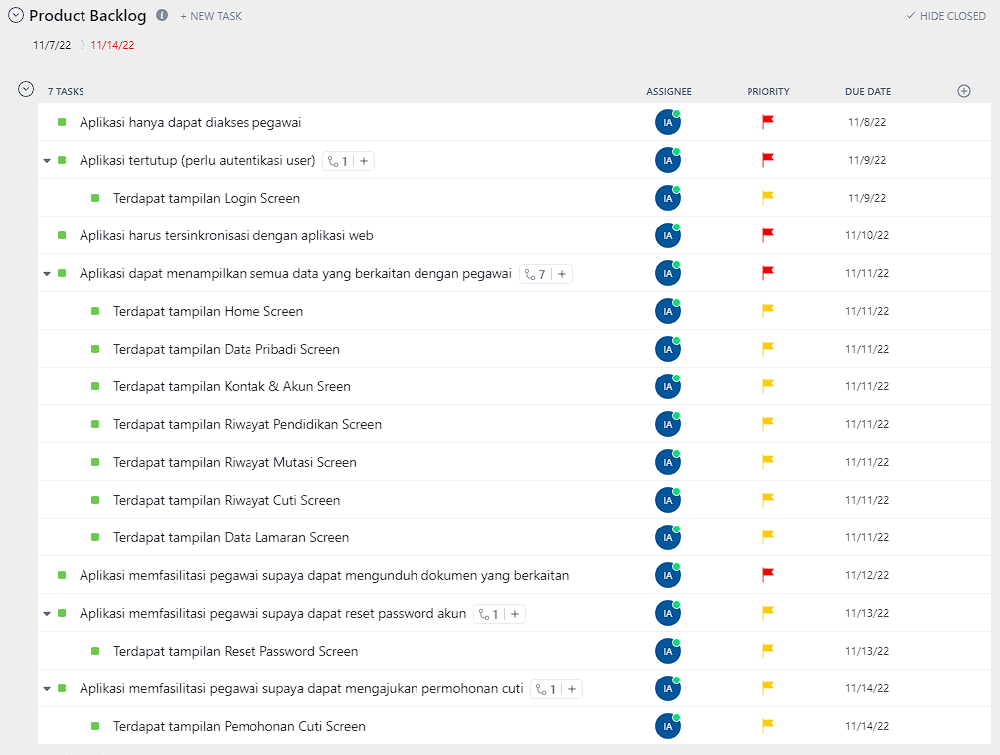 Product Backlog + NEW TASK HIDE CLOSED
11/7/22 11/14/22
7 TASKS ASSIGNEE PRIORITY DUE DATE
Aplikasi hanya dapat diakses pegawai IA 11/8/22
Aplikasi tertutup (perlu autentikasi user) 1 + IA 11/9/22
Terdapat tampilan Login Screen IA 11/9/22
Aplikasi harus tersinkronisasi dengan aplikasi web IA 11/10/22
Aplikasi dapat menampilkan semua data yang berkaitan dengan pegawai 7 + IA 11/11/22
Terdapat tampilan Home Screen IA 11/11/22
Terdapat tampilan Data Pribadi Screen IA 11/11/22
Terdapat tampilan Kontak & Akun Sreen IA 11/11/22
Terdapat tampilan Riwayat Pendidikan Screen IA 11/11/22
Terdapat tampilan Riwayat Mutasi Screen IA 11/11/22
Terdapat tampilan Riwayat Cuti Screen IA 11/11/22
Terdapat tampilan Data Lamaran Screen IA 11/11/22
Aplikasi memfasilitasi pegawai supaya dapat mengunduh dokumen yang berkaitan IA 11/12/22
Aplikasi memfasilitasi pegawai supaya dapat reset password akun 1 + IA 11/13/22
Terdapat tampilan Reset Password Screen IA 11/13/22
Aplikasi memfasilitasi pegawai supaya dapat mengajukan permohonan cuti 1 + IA 11/14/22
Terdapat tampilan Pemohonan Cuti Screen IA 11/14/22